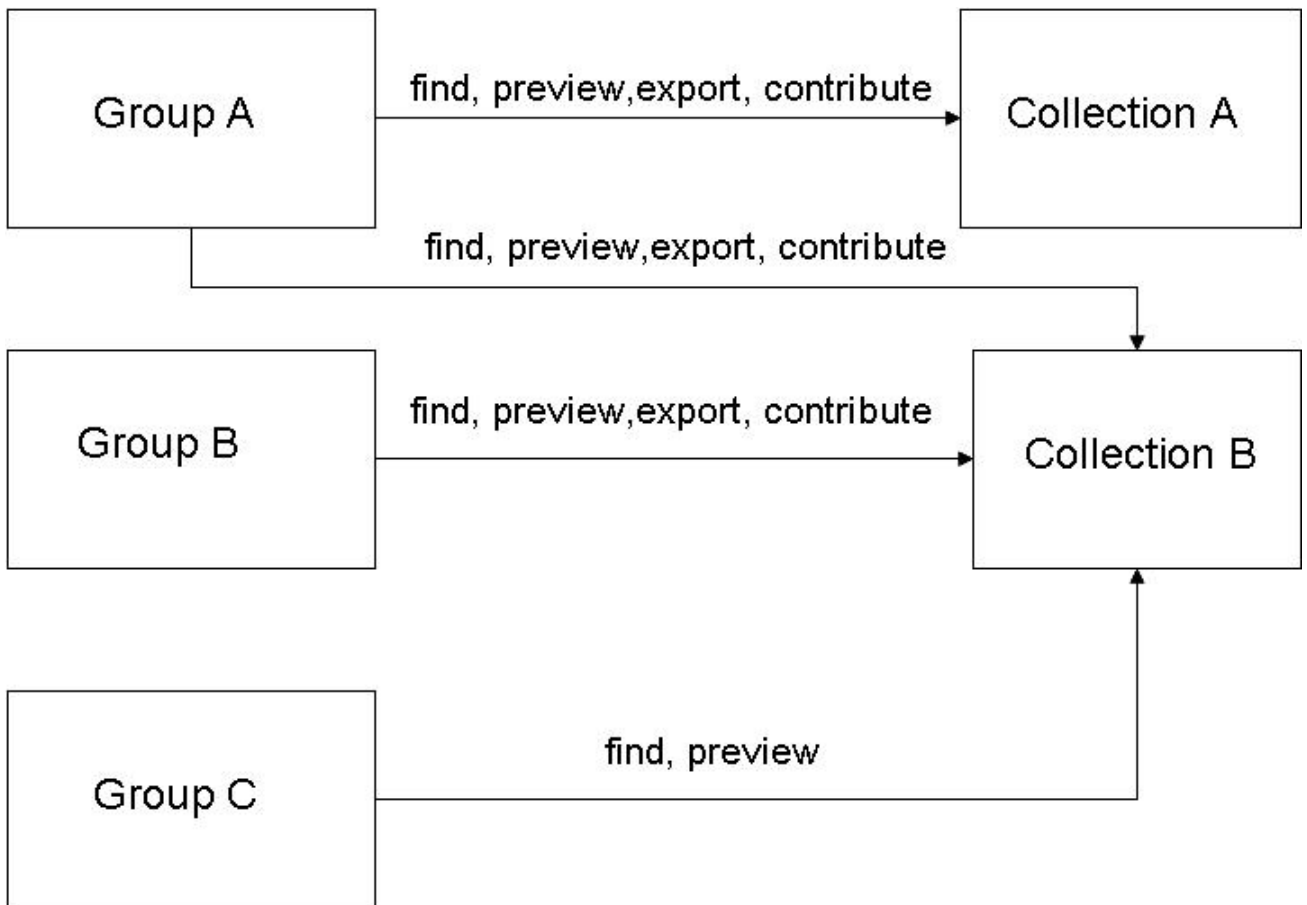 Group A
find, preview,export, contribute
Collection A
find, preview,export, contribute
Group B
find, preview,export, contribute
Collection B
Group C
find, preview